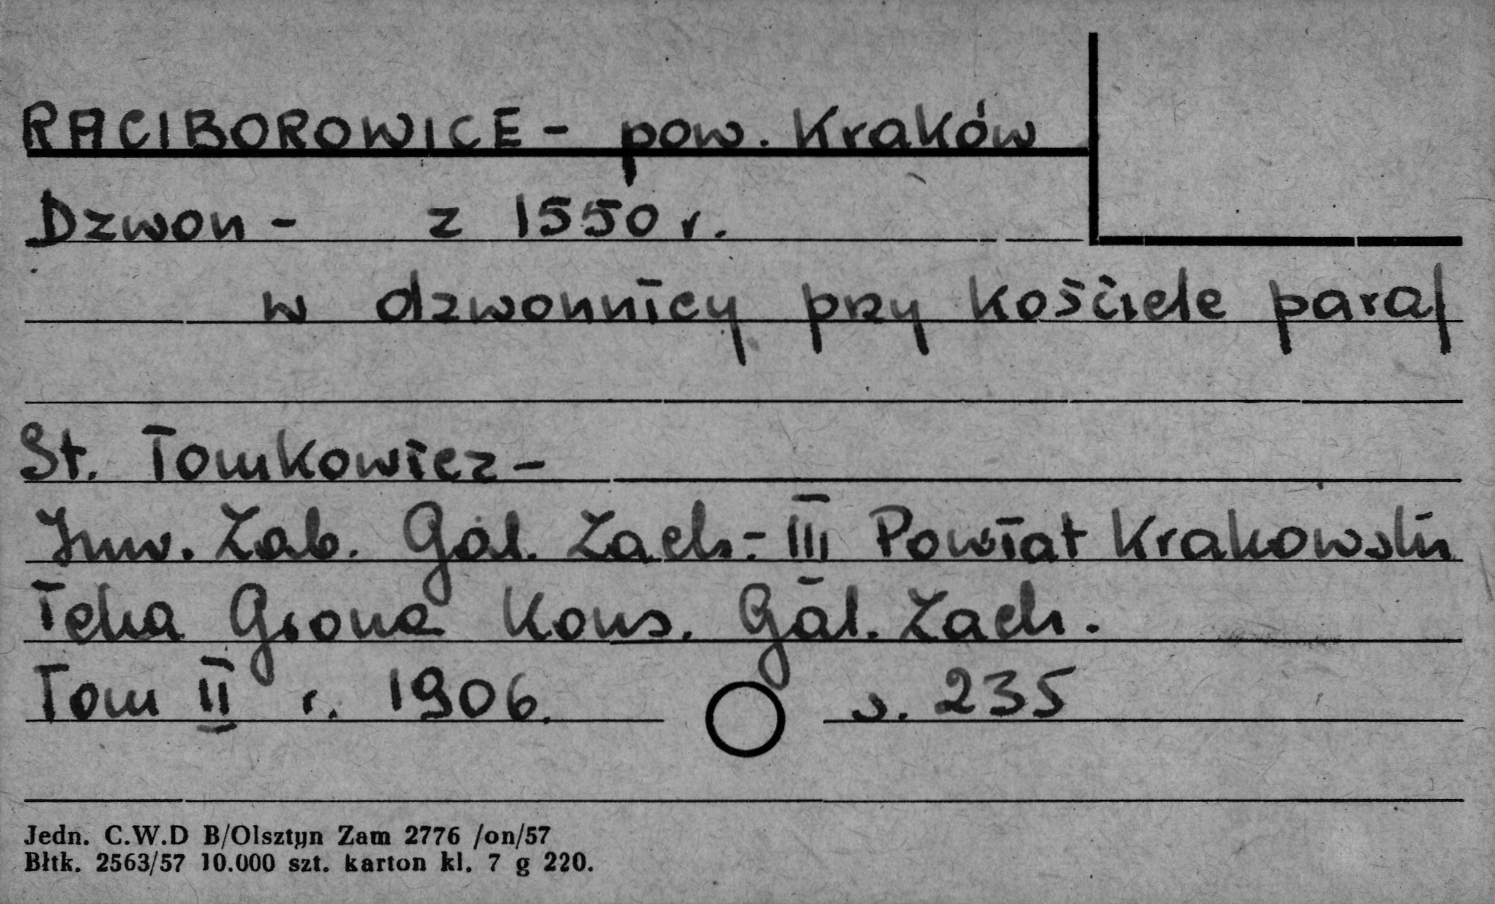 RACIBOROWICE - pow. Kraków
Dzwon - z 1550 r.
w dzwonnicy przy kościele paraf
St. Tomkowicz -
Inw. Zab. Gal. Zach. - III Powiat Krakowski
Teka Grona Kons. Gal. Zach.
Tom II r. 1906. s. 235
Jedn. C.W.D B/Olsztyn Zam 2776 /on/57
Błtk. 2563/57 10.000 szt. karton kl. 7 g 220.